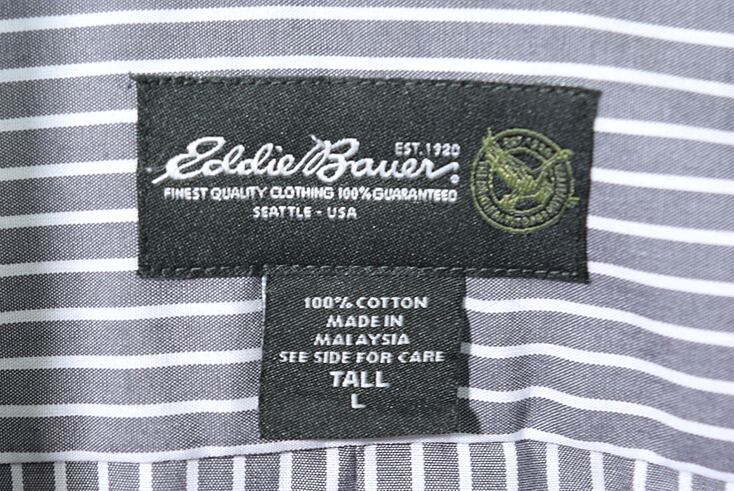 EST. 1920
Eddie Bauer.
FINEST QUALITY CLOTHING 100% GUARANTEED
SEATTLE - USA
100% COTTON
MADE IN
MALAYSIA
SEE SIDE FOR CARE
TALL
L